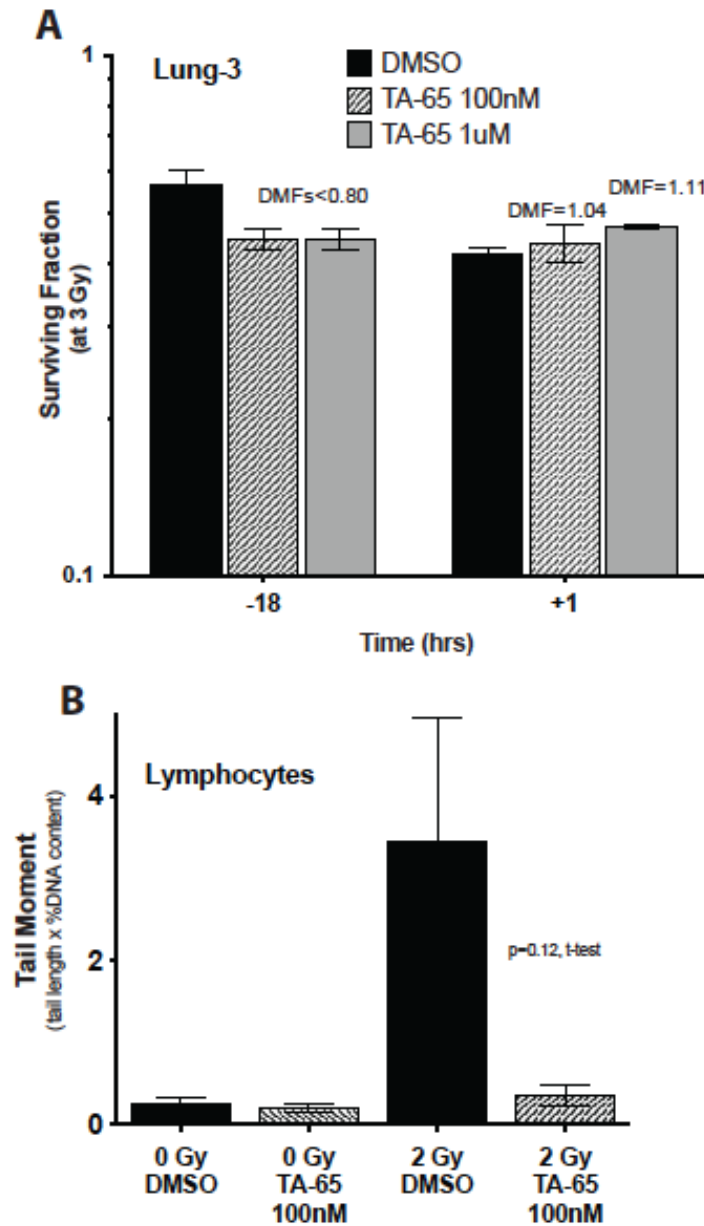 A
1
Lung-3
DMSO
TA-65 100nM
TA-65 1uM
DMFs<0.80
DMF=1.04
DMF=1.11
Surviving Fraction
(at 3 Gy)
0.1
-18
+1
Time (hrs)
B
Lymphocytes
4
2
0
Tail Moment
(tail length x %DNA content)
p=0.12, t-test
0 Gy
DMSO
0 Gy
TA-65
100nM
2 Gy
DMSO
2 Gy
TA-65
100nM